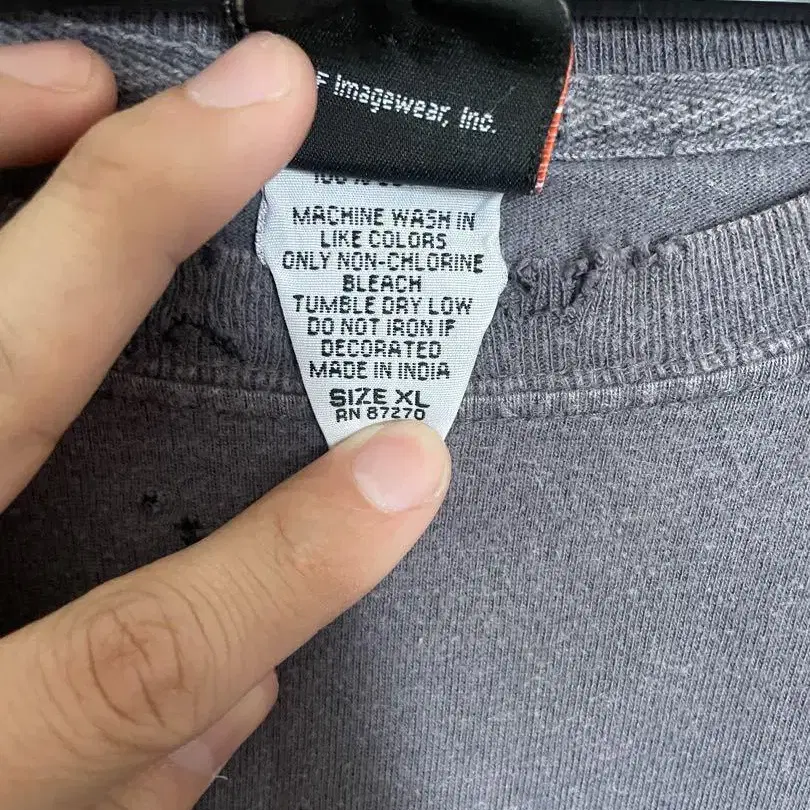 Imagewear, Inc.
100%
MACHINE WASH IN
LIKE COLORS
ONLY NON-CHLORINE
BLEACH
TUMBLE DRY LOW
DO NOT IRON IF
DECORATED
MADE IN INDIA
SIZE XL
RN 87270